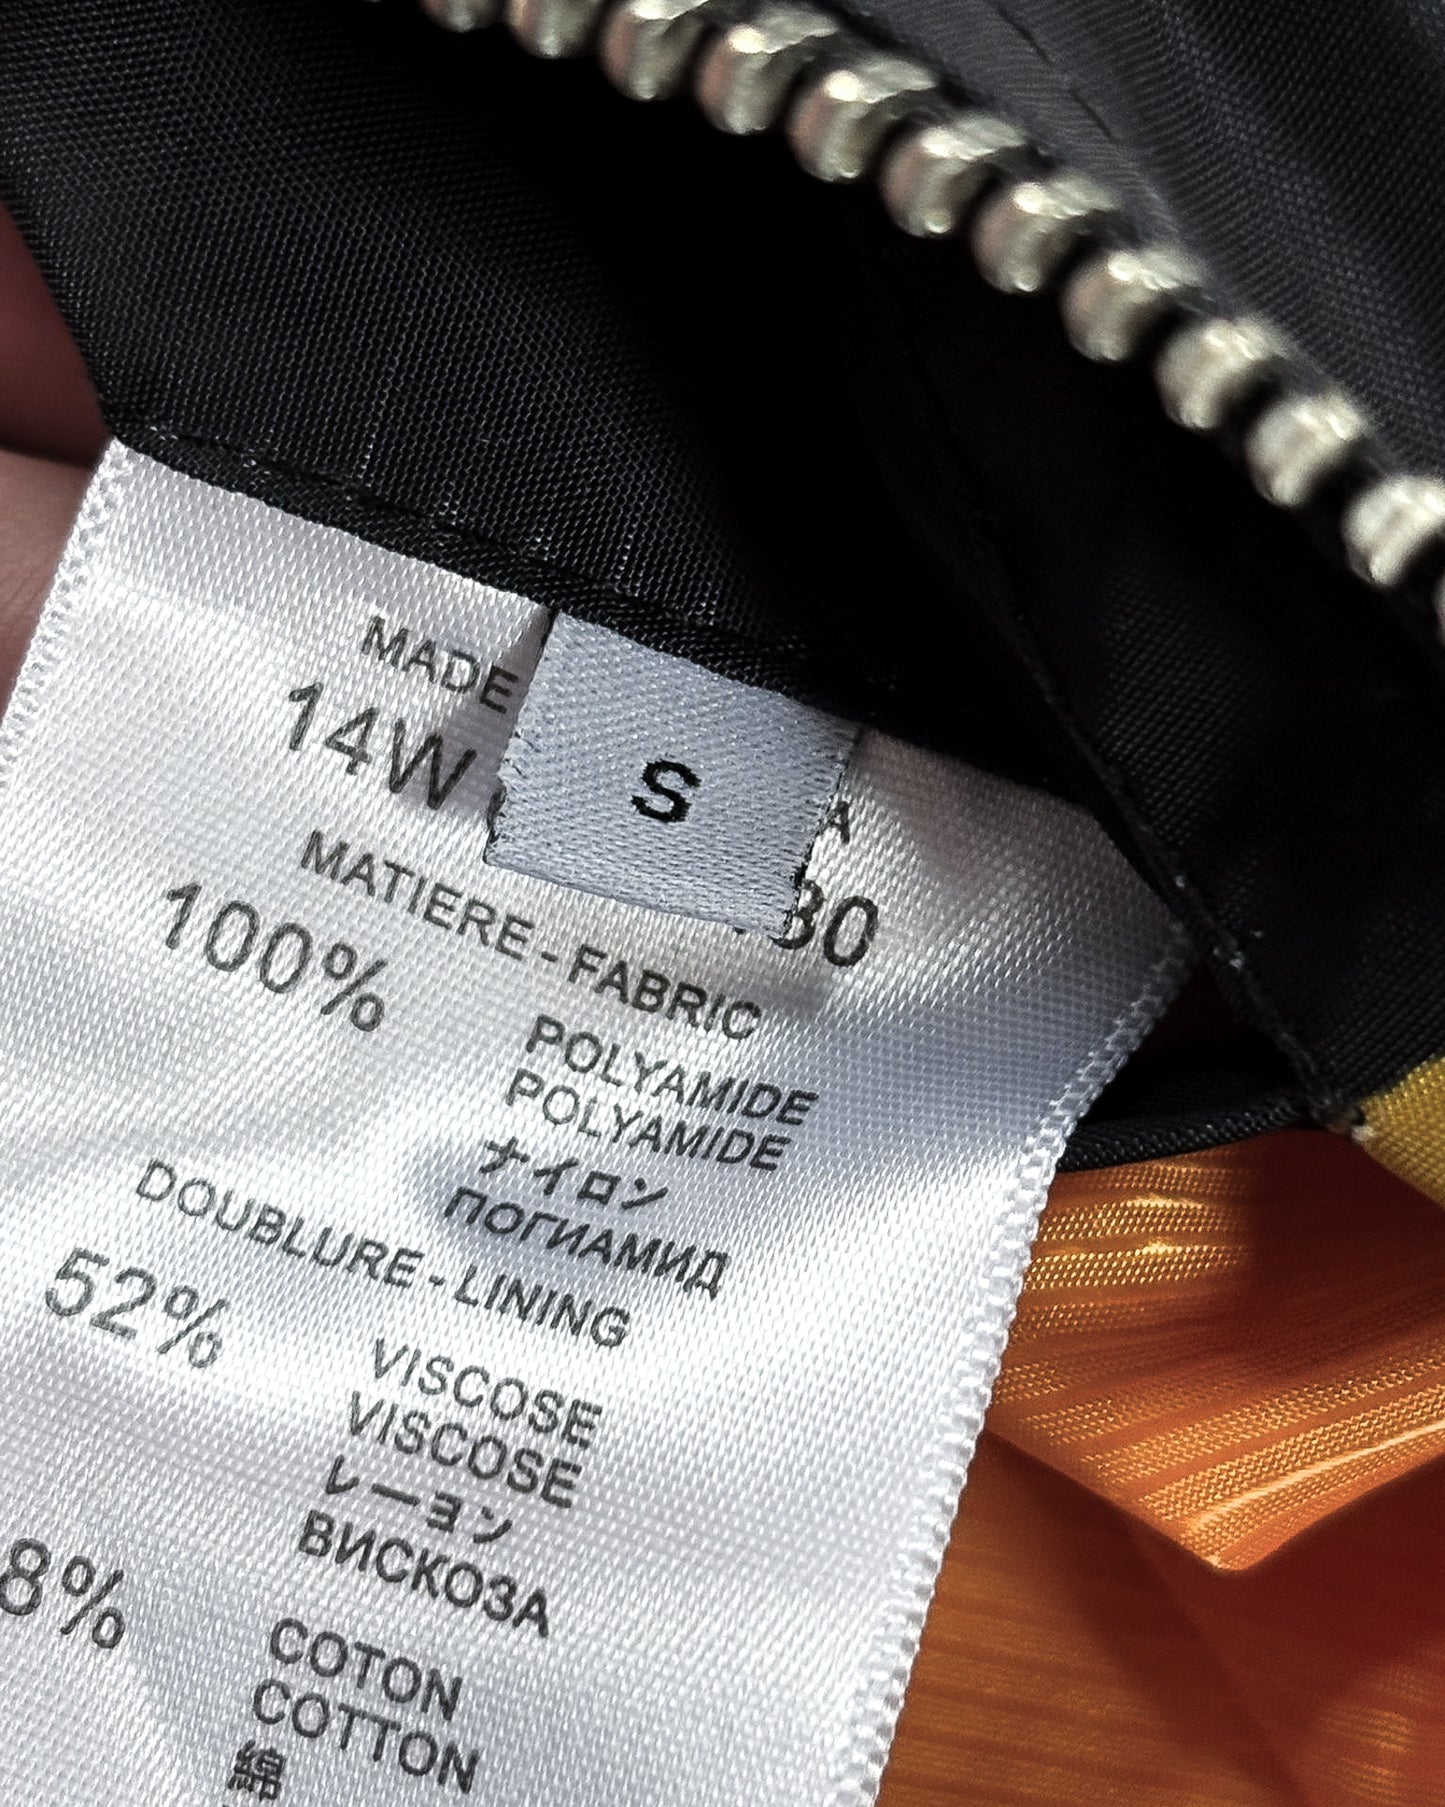 MADE
14W
S
A
80
MATIERE - FABRIC
100%
POLYAMIDE
POLYAMIDE
ナイロン
ПОГИАМИД
DOUBLURE - LINING
52%
VISCOSE
VISCOSE
レーヨン
ВИСКОЗА
8%
COTON
COTTON
綿